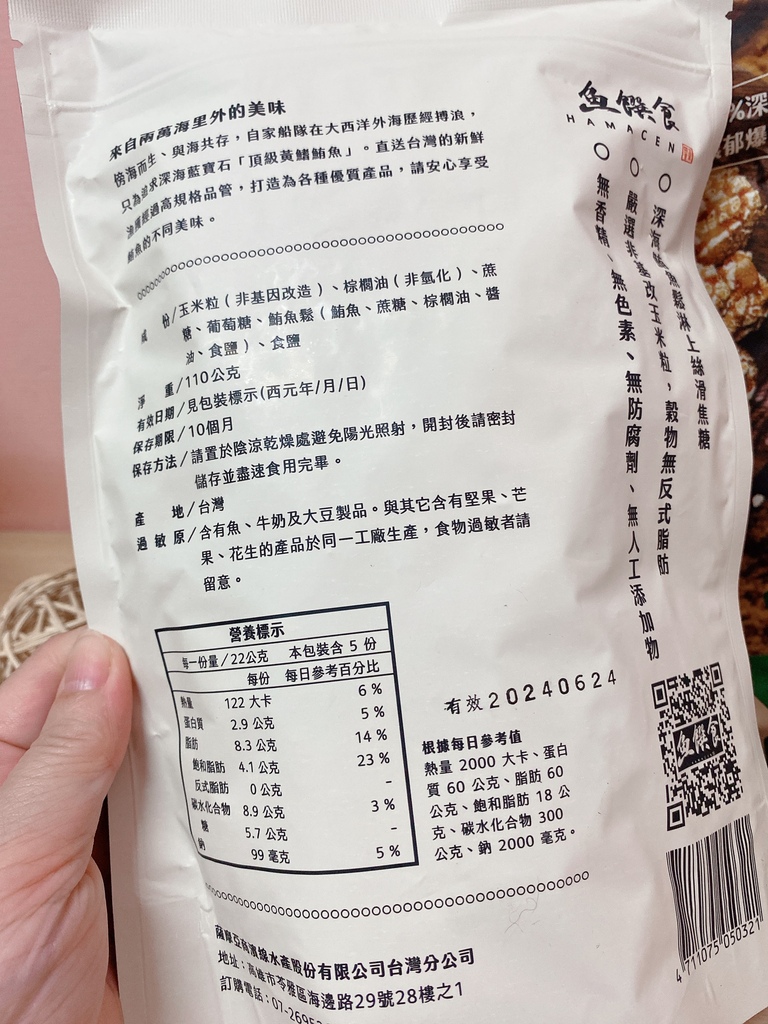 來自兩萬海里外的美味
傍海而生、與海共存，自家船隊在大西洋外海歷經搏浪，
只為追求深海藍寶石「頂級黃鰭鮪魚」。直送台灣的新鮮
漁獲經過高規格品管，打造為各種優質產品，請安心享受
鮪魚的不同美味。
成份/玉米粒(非基因改造)、棕櫚油(非氫化)、蔗
糖、葡萄糖、鮪魚鬆(鮪魚、蔗糖、棕櫚油、醬
油、食鹽)、食鹽
淨重/110公克
有效日期/見包裝標示(西元年/月/日)
保存期限/10個月
保存方法/請置於陰涼乾燥處避免陽光照射，開封後請密封
儲存並盡速食用完畢。
產地/台灣
過敏原/含有魚、牛奶及大豆製品。與其它含有堅果、芒
果、花生的產品於同一工廠生產，食物過敏者請
留意。
營養標示
每一份量/22公克 本包裝含 5 份
每份 每日參考百分比
熱量 122 大卡 6 %
蛋白質 2.9 公克 5 %
脂肪 8.3 公克 14 %
飽和脂肪 4.1 公克 23 %
反式脂肪 0 公克 –
碳水化合物 8.9 公克 3 %
糖 5.7 公克 –
鈉 99 毫克 5 %
有效20240624
根據每日參考值
熱量 2000 大卡、蛋白
質 60 公克、脂肪 60
公克、飽和脂肪 18 公
克、碳水化合物 300
公克、鈉 2000 毫克。
魚饌食
HAMACEN
○深海鮪魚鬆淋上絲滑焦糖
○嚴選非基改玉米粒，穀物無反式脂肪
○無香精、無色素、無防腐劑、無人工添加物
魚饌食
4 711075 050321
薩摩亞商濱線水產股份有限公司台灣分公司
地址：高雄市苓雅區海邊路29號28樓之1
訂購電話：07-2695
%深
郁爆